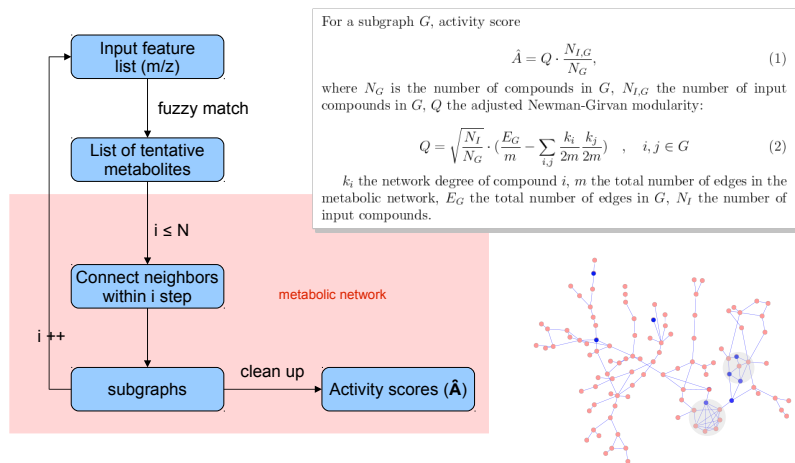 Input feature
list (m/z)
fuzzy match
List of tentative
metabolites
i ≤ N
Connect neighbors
within i step
metabolic network
i ++
subgraphs
clean up
Activity scores (Â)
For a subgraph G, activity score
Â = Q · N_{I,G} / N_G, (1)
where N_G is the number of compounds in G, N_{I,G} the number of input
compounds in G, Q the adjusted Newman-Girvan modularity:
Q = √(N_I / N_G) · (E_G / m − ∑_{i,j} k_i / 2m k_j / 2m) , i, j ∈ G (2)
k_i the network degree of compound i, m the total number of edges in the
metabolic network, E_G the total number of edges in G, N_I the number of
input compounds.